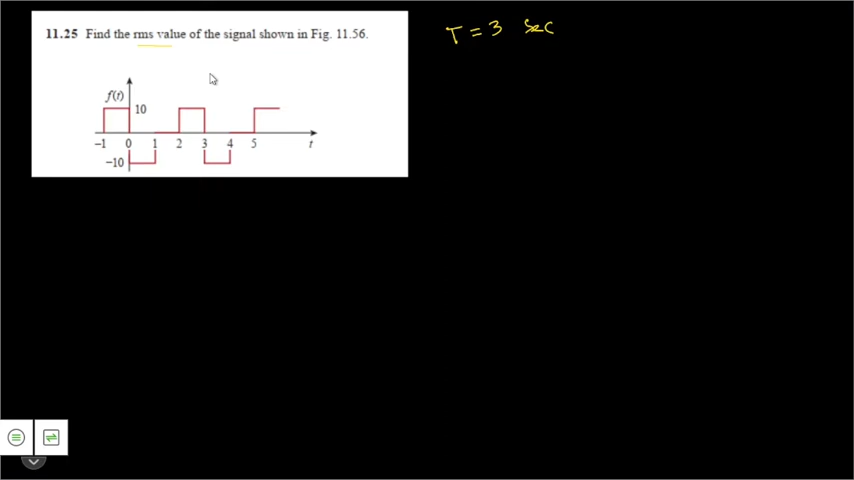 11.25 Find the rms value of the signal shown in Fig. 11.56.
T = 3 sec
f(t)
10
-1 0 1 2 3 4 5 t
-10